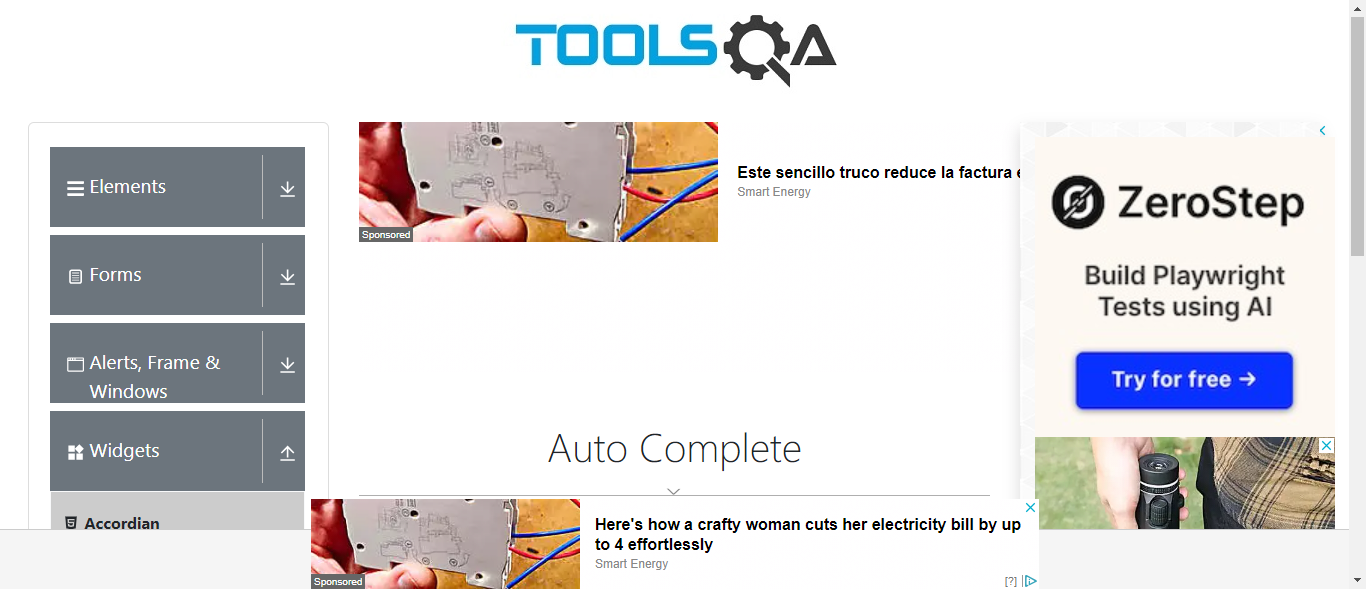 TOOLSQA
Elements
Forms
Alerts, Frame &
Windows
Widgets
Accordian
Sponsored
Este sencillo truco reduce la factura
Smart Energy
ZeroStep
Build Playwright
Tests using AI
Try for free →
Auto Complete
Sponsored
Here's how a crafty woman cuts her electricity bill by up
to 4 effortlessly
Smart Energy
[?]